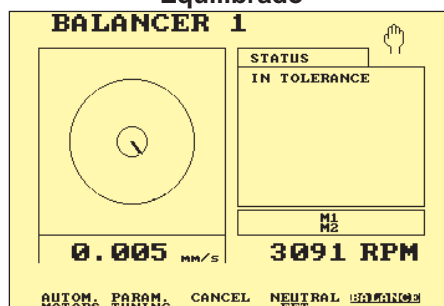 Equilibrado
BALANCER 1
STATUS
IN TOLERANCE
M1
M2
0.005 MM/S
3091 RPM
AUTOM. PARAM. CANCEL NEUTRAL BALANCE
MOTORS TUNING